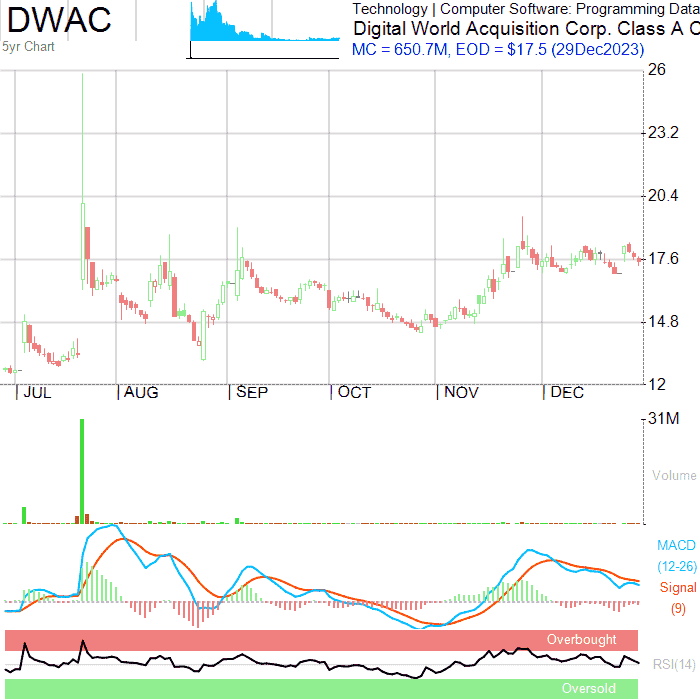 DWAC
5yr Chart
Technology | Computer Software: Programming Data
Digital World Acquisition Corp. Class A C
MC = 650.7M, EOD = $17.5 (29Dec2023)
26
23.2
20.4
17.6
14.8
12
JUL AUG SEP OCT NOV DEC
31M
Volume
MACD
(12-26)
Signal
(9)
Overbought
RSI(14)
Oversold